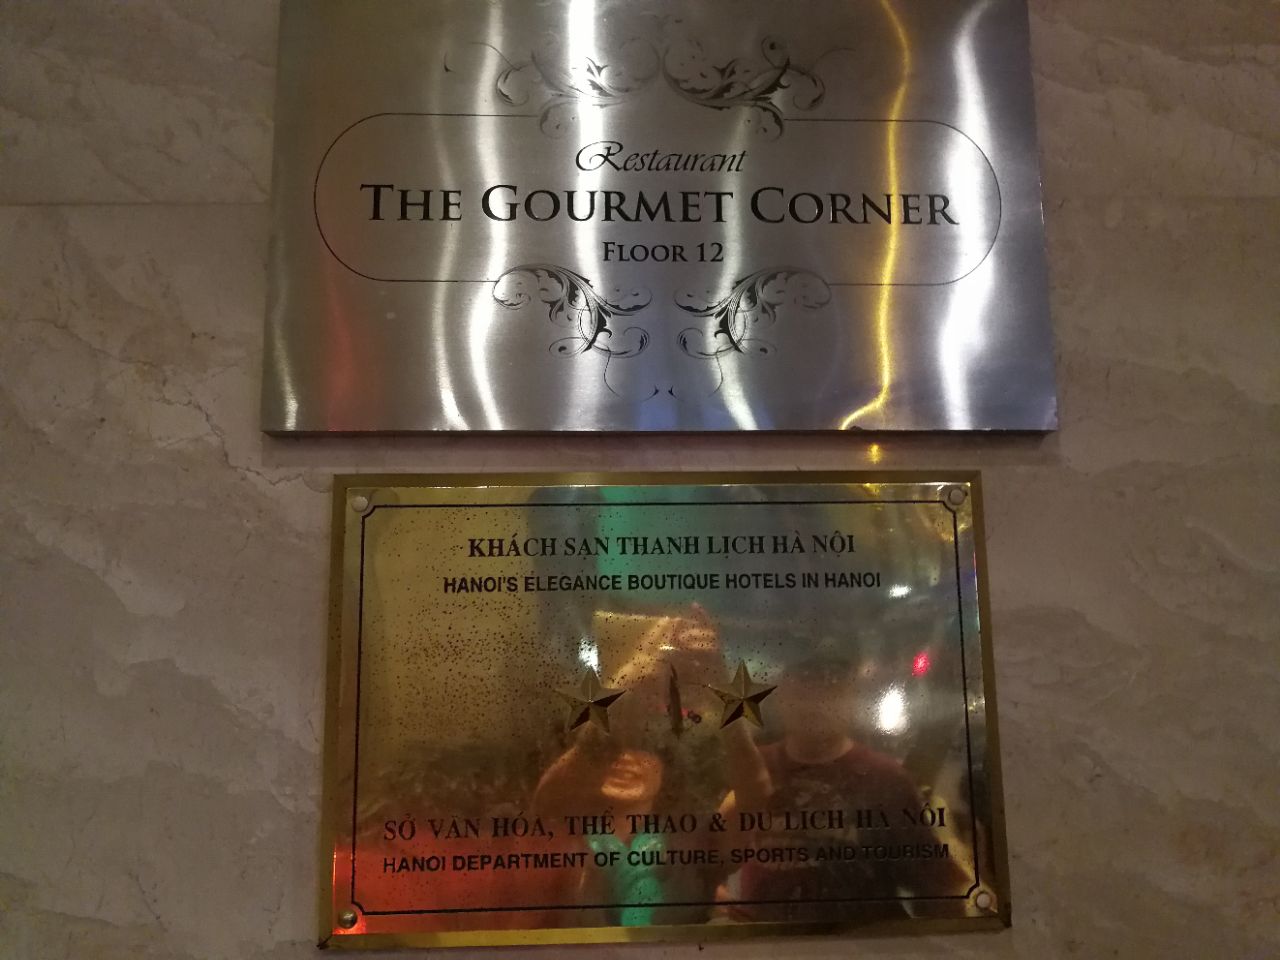 Restaurant
THE GOURMET CORNER
FLOOR 12
KHÁCH SẠN THANH LỊCH HÀ NỘI
HANOI'S ELEGANCE BOUTIQUE HOTELS IN HANOI
SỞ VĂN HÓA, THỂ THAO & DU LỊCH HÀ NỘI
HANOI DEPARTMENT OF CULTURE, SPORTS AND TOURISM